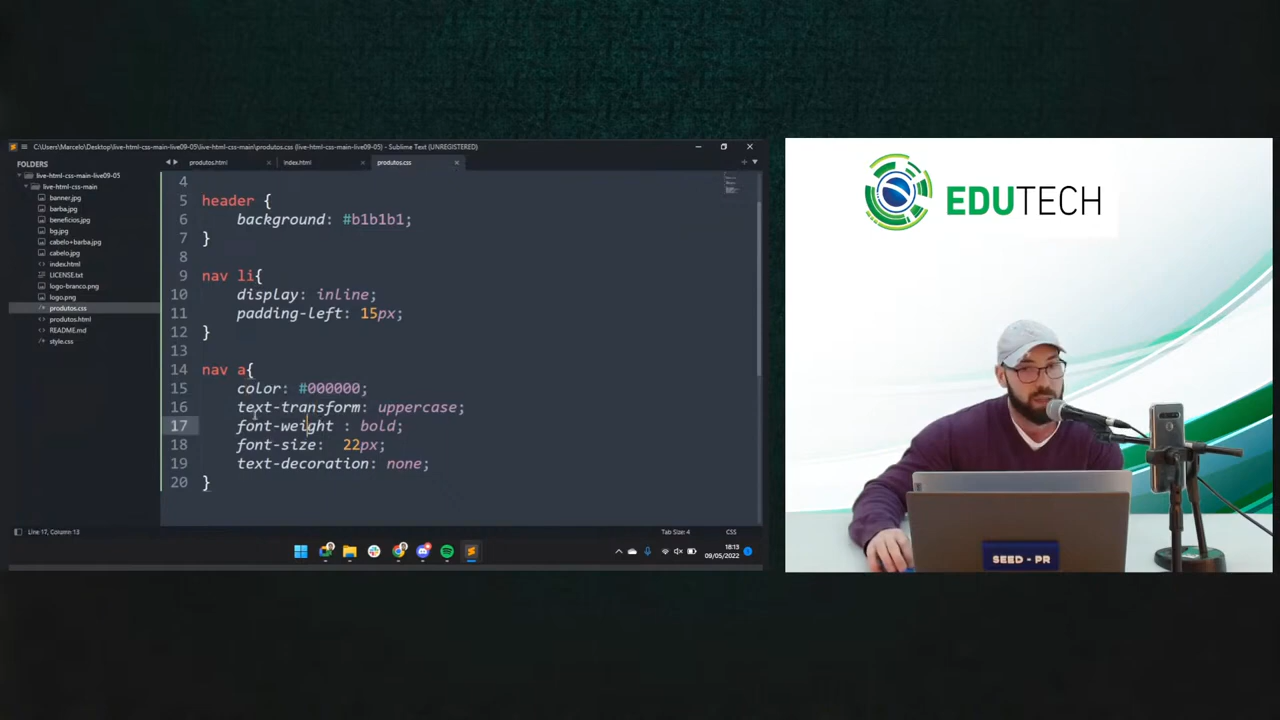 C:\Users\Marcelo\Desktop\live-html-css-main-live09-05\live-html-css-main\produtos.css (live-html-css-main-live09-05) - Sublime Text (UNREGISTERED)
FOLDERS
live-html-css-main-live09-05
live-html-css-main
banner.jpg
barba.jpg
beneficios.jpg
bg.jpg
cabelo+barba.jpg
cabelo.jpg
index.html
LICENSE.txt
logo-branco.png
logo.png
produtos.css
produtos.html
README.md
style.css
produtos.html
index.html
produtos.css
4
5 header {
6 background: #b1b1b1;
7 }
8
9 nav li{
10 display: inline;
11 padding-left: 15px;
12 }
13
14 nav a{
15 color: #000000;
16 text-transform: uppercase;
17 font-weight : bold;
18 font-size:  22px;
19 text-decoration: none;
20 }
Line 17, Column 13
Tab Size: 4
CSS
18:13
09/05/2022
EDUTECH
SEED - PR